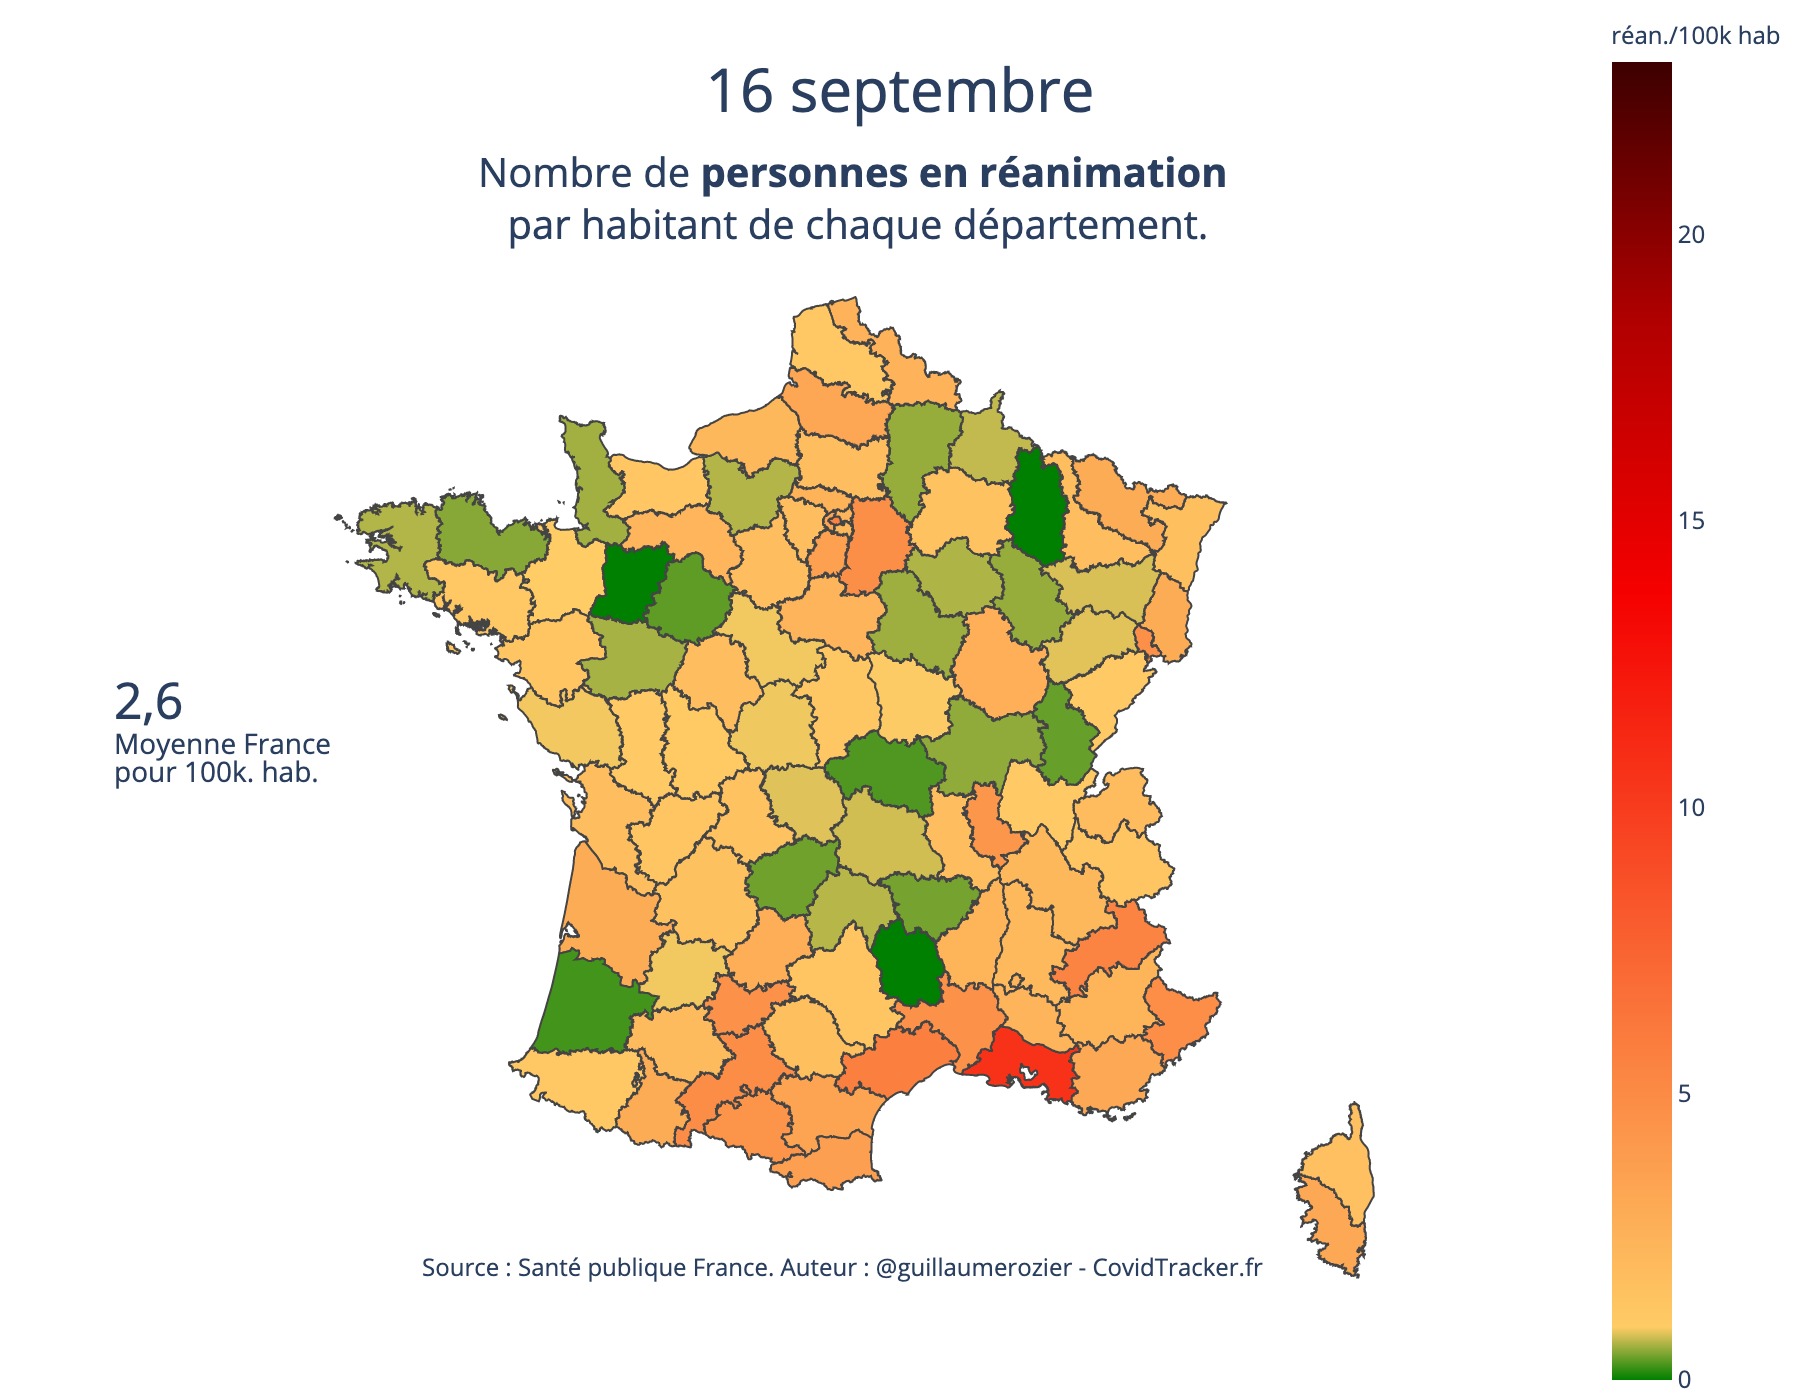 réan./100k hab
16 septembre
Nombre de personnes en réanimation
par habitant de chaque département.
20
15
10
5
0
2,6
Moyenne France
pour 100k. hab.
Source : Santé publique France. Auteur : @guillaumerozier - CovidTracker.fr